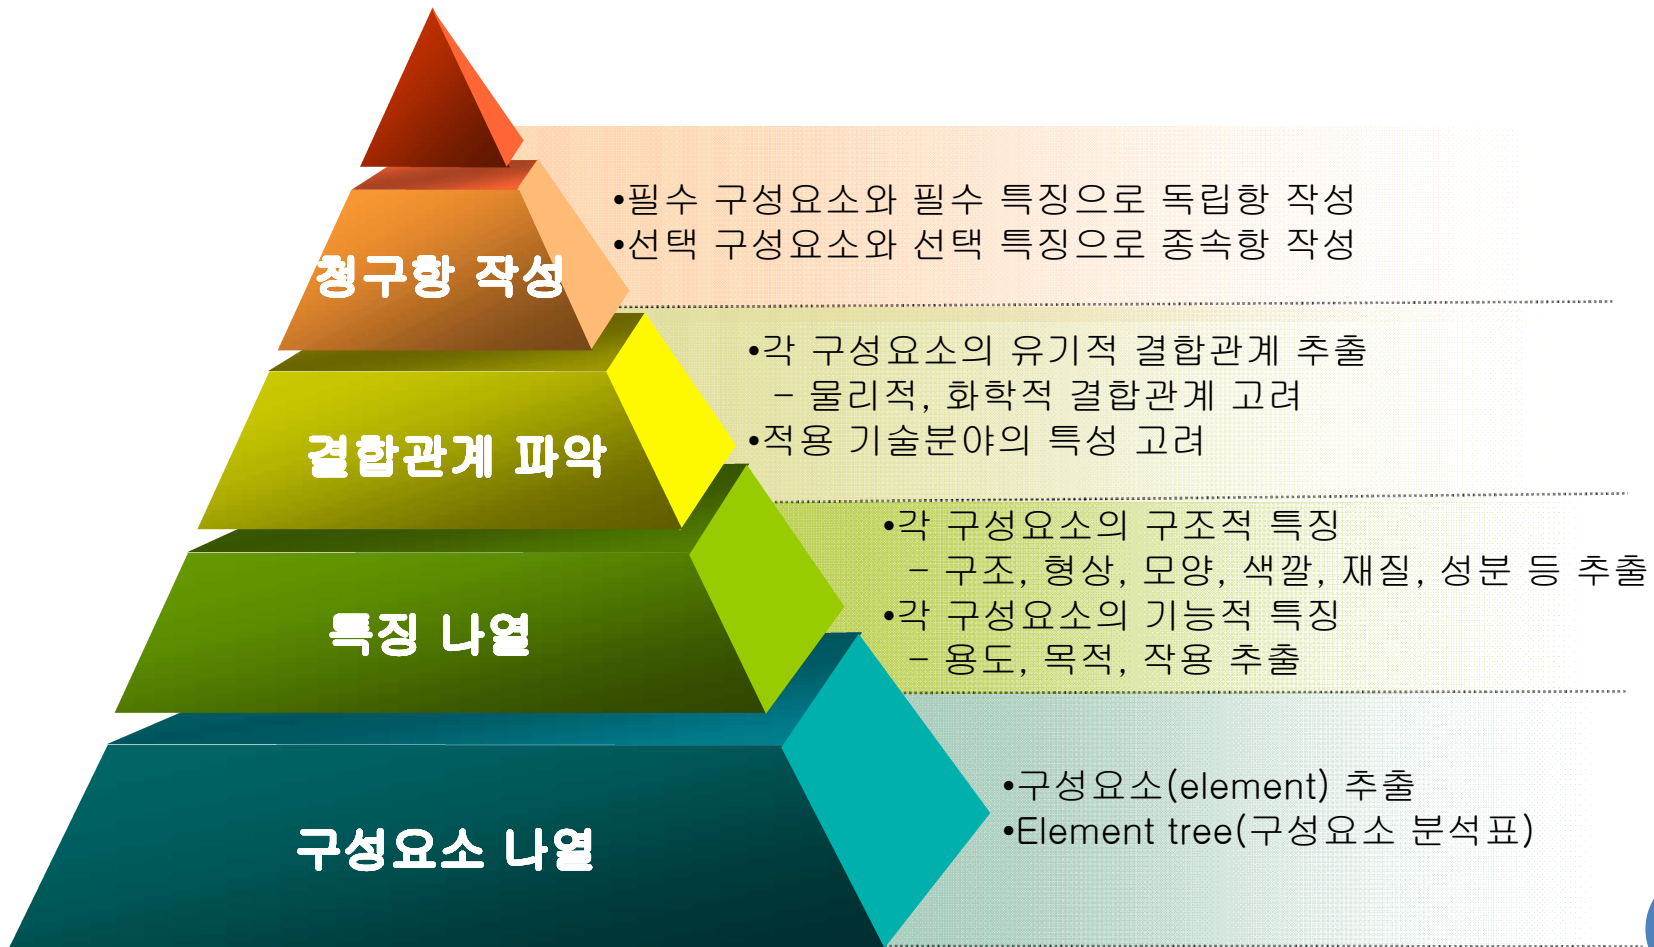 •필수 구성요소와 필수 특징으로 독립항 작성
•선택 구성요소와 선택 특징으로 종속항 작성
청구항 작성
•각 구성요소의 유기적 결합관계 추출
- 물리적, 화학적 결합관계 고려
•적용 기술분야의 특성 고려
결합관계 파악
•각 구성요소의 구조적 특징
- 구조, 형상, 모양, 색깔, 재질, 성분 등 추출
•각 구성요소의 기능적 특징
- 용도, 목적, 작용 추출
특징 나열
•구성요소(element) 추출
•Element tree(구성요소 분석표)
구성요소 나열